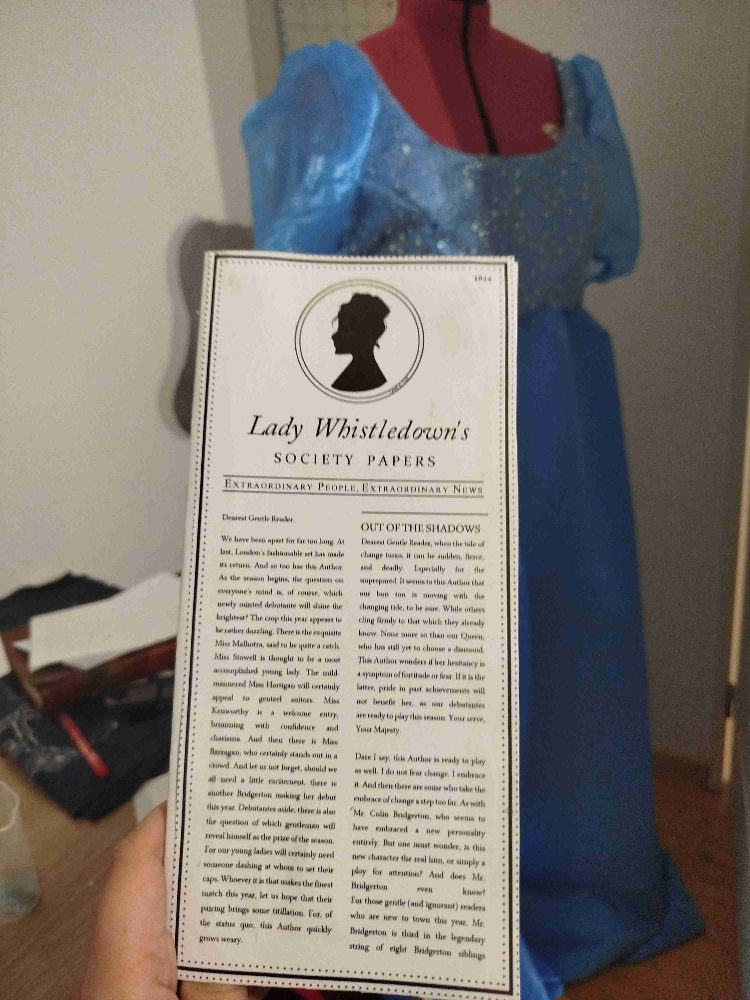 1824
Lady Whistledown's
SOCIETY PAPERS
EXTRAORDINARY PEOPLE, EXTRAORDINARY NEWS
Dearest Gentle Reader,
We have been apart for far too long. At
last, London's fashionable set has made
its return. And so too has this Author.
As the season begins, the question on
everyone's mind is, of course, which
newly minted debutante will shine the
brightest? The crop this year appears to
be rather dazzling. There is the exquisite
Miss Malhotra, said to be quite a catch.
Miss Stowell is thought to be a most
accomplished young lady. The mild-
mannered Miss Hartigan will certainly
appeal to genteel suitors. Miss
Kenworthy is a welcome entry,
brimming with confidence and
charisma. And then there is Miss
Barragan, who certainly stands out in a
crowd. And let us not forget, should we
all need a little excitement, there is
another Bridgerton making her debut
this year. Debutantes aside, there is also
the question of which gentleman will
reveal himself as the prize of the season.
For our young ladies will certainly need
someone dashing at whom to set their
caps. Whoever it is that makes the finest
match this year, let us hope that their
pairing brings some titillation. For, of
the status quo, this Author quickly
grows weary.
OUT OF THE SHADOWS
Dearest Gentle Reader, when the tide of
change turns, it can be sudden, fierce,
and deadly. Especially for the
unprepared. It seems to this Author that
our bon ton is moving with the
changing tide, to be sure. While others
cling firmly to that which they already
know. None more so than our Queen,
who has still yet to choose a diamond.
This Author wonders if her hesitancy is
a symptom of fortitude or fear. If it is the
latter, pride in past achievements will
not benefit her, as our debutantes
are ready to play this season. Your serve,
Your Majesty.
Dare I say, this Author is ready to play
as well. I do not fear change, I embrace
it. And then there are some who take the
embrace of change a step too far. As with
Mr. Colin Bridgerton, who seems to
have embraced a new personality
entirely. But one must wonder, is this
new character the real him, or simply a
ploy for attention? And does Mr.
Bridgerton even know?
For those gentle (and ignorant) readers
who are new to town this year, Mr.
Bridgerton is third in the legendary
string of eight Bridgerton siblings